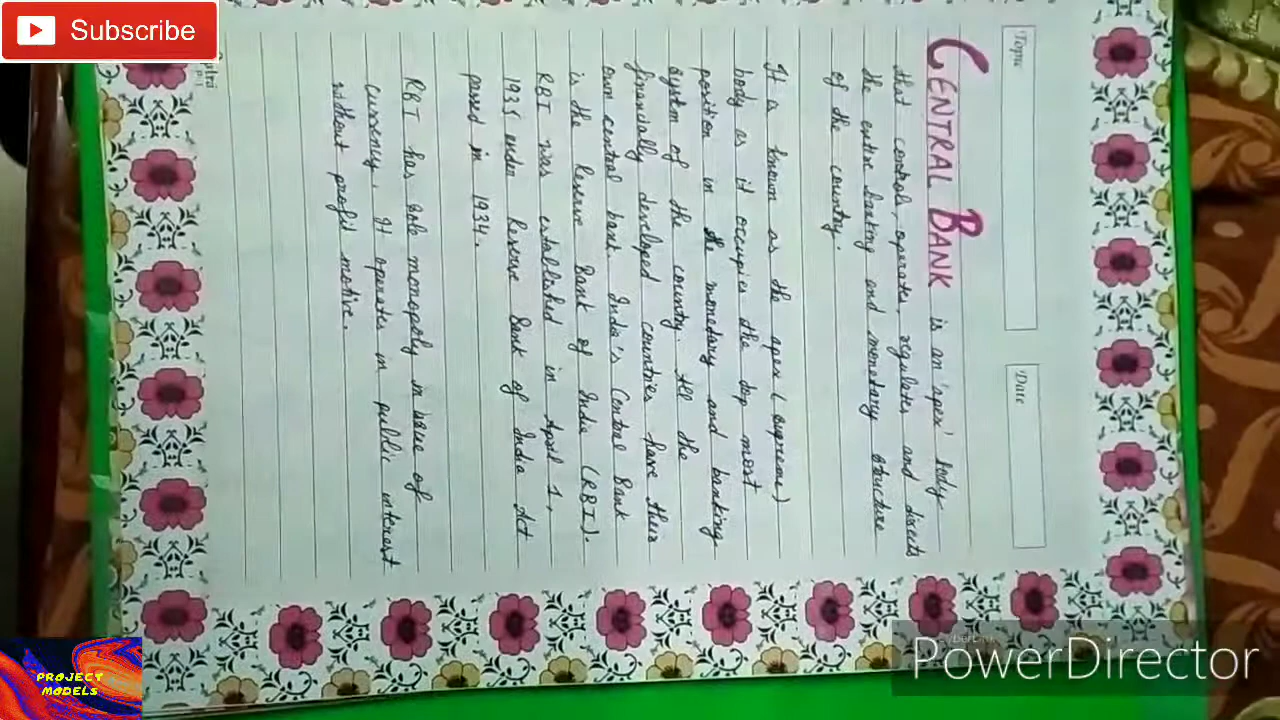 Subscribe
Topic
Date
CENTRAL BANK is an 'apex' body
that controls, operates, regulates and directs
the entire banking and monetary structure
of the country.
It is known as the apex (supreme)
body as it occupies the top most
position in the monetary and banking
system of the country. All the
financially developed countries have their
own central bank. India's Central Bank
is the Reserve Bank of India (RBI).
RBI was established in April 1,
1935 under Reserve Bank of India Act
passed in 1934.
RBI has sole monopoly in issue of
currency. It operates in public interest
without profit motive.
PROJECT
MODELS
CyberLink
PowerDirector